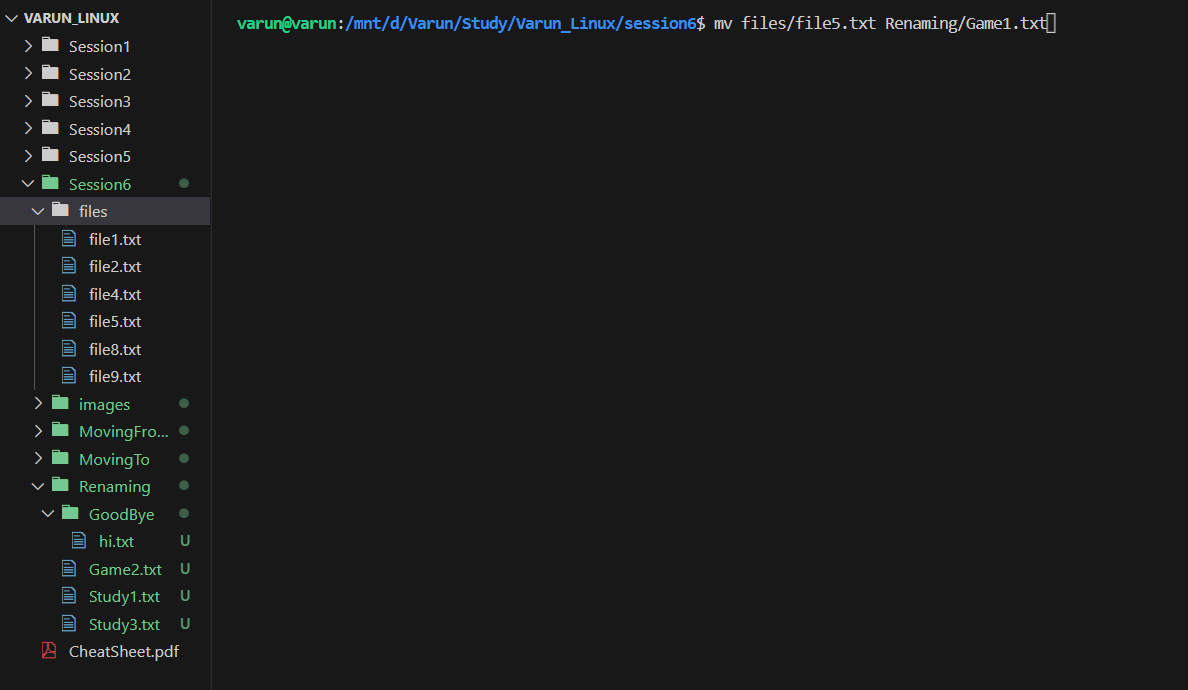 VARUN_LINUX
varun@varun:/mnt/d/Varun/Study/Varun_Linux/session6$ mv files/file5.txt Renaming/Game1.txt
Session1
Session2
Session3
Session4
Session5
Session6
files
file1.txt
file2.txt
file4.txt
file5.txt
file8.txt
file9.txt
images
MovingFro...
MovingTo
Renaming
GoodBye
hi.txt U
Game2.txt U
Study1.txt U
Study3.txt U
CheatSheet.pdf